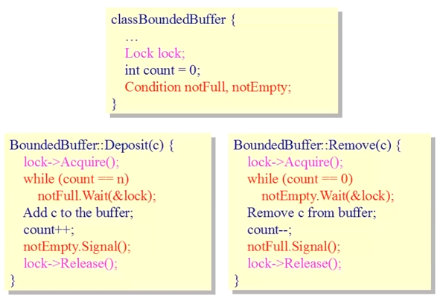 classBoundedBuffer {
…
Lock lock;
int count = 0;
Condition notFull, notEmpty;
}
BoundedBuffer::Deposit(c) {
lock->Acquire();
while (count == n)
notFull.Wait(&lock);
Add c to the buffer;
count++;
notEmpty.Signal();
lock->Release();
}
BoundedBuffer::Remove(c) {
lock->Acquire();
while (count == 0)
notEmpty.Wait(&lock);
Remove c from buffer;
count--;
notFull.Signal();
lock->Release();
}